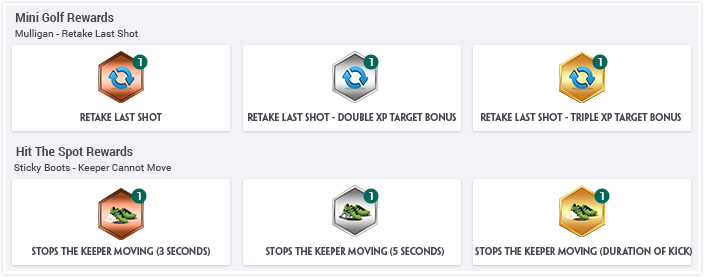 Mini Golf Rewards
Mulligan - Retake Last Shot
1 1 1
RETAKE LAST SHOT RETAKE LAST SHOT - DOUBLE XP TARGET BONUS RETAKE LAST SHOT - TRIPLE XP TARGET BONUS
Hit The Spot Rewards
Sticky Boots - Keeper Cannot Move
1 1 1
STOPS THE KEEPER MOVING (3 SECONDS) STOPS THE KEEPER MOVING (5 SECONDS) STOPS THE KEEPER MOVING (DURATION OF KICK)